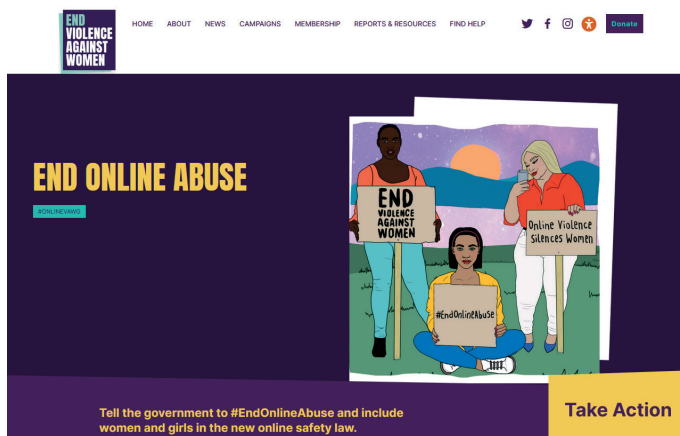 END
VIOLENCE
AGAINST
WOMEN
HOME ABOUT NEWS CAMPAIGNS MEMBERSHIP REPORTS & RESOURCES FIND HELP
Donate
END ONLINE ABUSE
#ONLINEVAWG
END
VIOLENCE
AGAINST
WOMEN
Online Violence
Silences Women
#EndOnlineAbuse
Tell the government to #EndOnlineAbuse and include
women and girls in the new online safety law.
Take Action